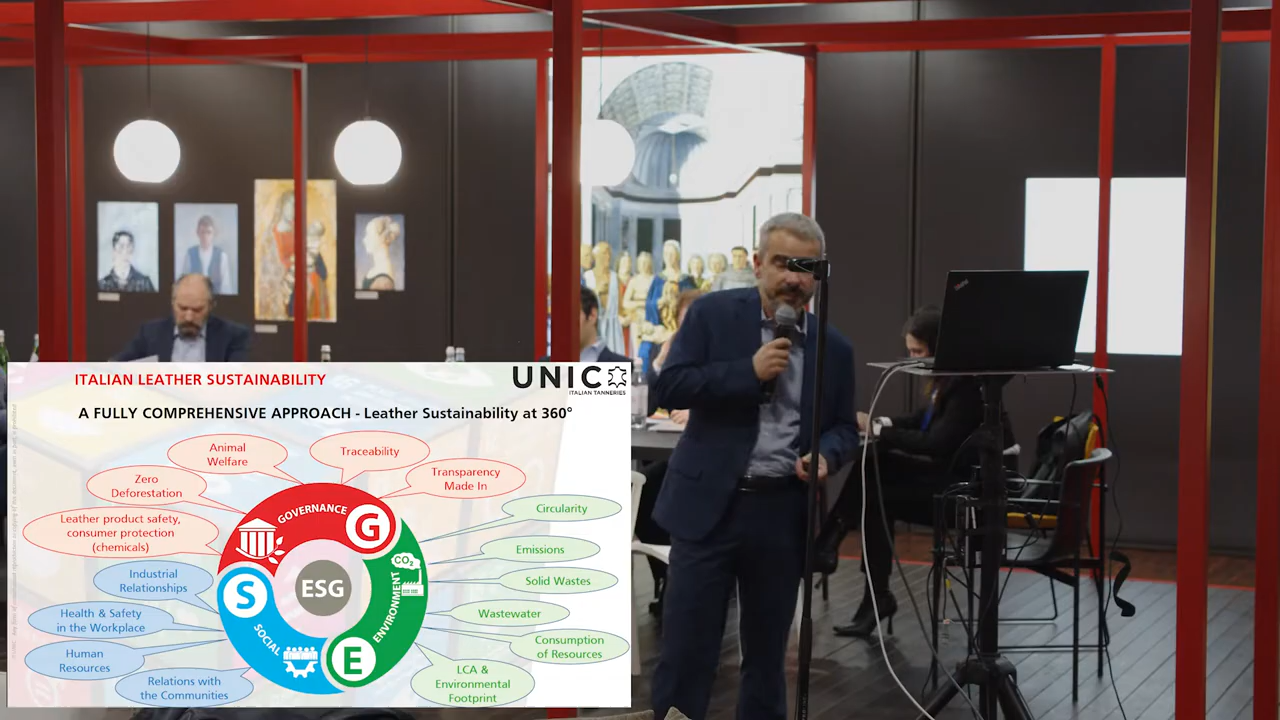 ITALIAN LEATHER SUSTAINABILITY
UNIC
ITALIAN TANNERIES
A FULLY COMPREHENSIVE APPROACH - Leather Sustainability at 360°
Animal
Welfare
Traceability
Transparency
Made In
Zero
Deforestation
Leather product safety,
consumer protection
(chemicals)
Industrial
Relationships
Health & Safety
in the Workplace
Human
Resources
Relations with
the Communities
GOVERNANCE
G
CO₂
S
ESG
SOCIAL
ENVIRONMENT
E
Circularity
Emissions
Solid Wastes
Wastewater
Consumption
of Resources
LCA &
Environmental
Footprint